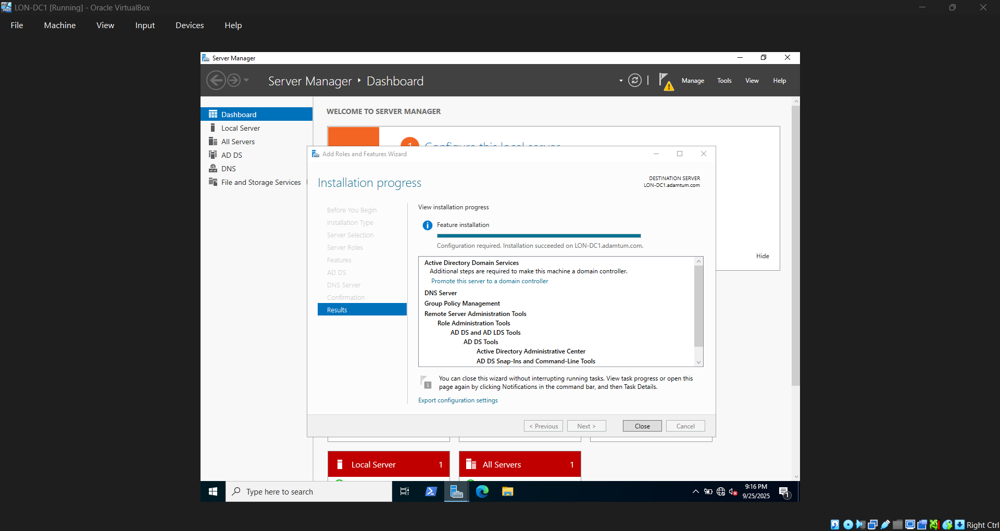 LON-DC1 [Running] - Oracle VirtualBox
File Machine View Input Devices Help
Server Manager
Server Manager Dashboard
Manage Tools View Help
Dashboard
Local Server
All Servers
AD DS
DNS
File and Storage Services
WELCOME TO SERVER MANAGER
1 Configure this local server
Hide
Add Roles and Features Wizard
Installation progress
DESTINATION SERVER
LON-DC1.adamtum.com
Before You Begin
Installation Type
Server Selection
Server Roles
Features
AD DS
DNS Server
Confirmation
Results
View installation progress
Feature installation
Configuration required. Installation succeeded on LON-DC1.adamtum.com.
Active Directory Domain Services
Additional steps are required to make this machine a domain controller.
Promote this server to a domain controller
DNS Server
Group Policy Management
Remote Server Administration Tools
Role Administration Tools
AD DS and AD LDS Tools
AD DS Tools
Active Directory Administrative Center
AD DS Snap-Ins and Command-Line Tools
1
You can close this wizard without interrupting running tasks. View task progress or open this
page again by clicking Notifications in the command bar, and then Task Details.
Export configuration settings
< Previous Next > Close Cancel
Local Server 1
All Servers 1
Type here to search
9:16 PM
9/25/2025
1
Right Ctrl